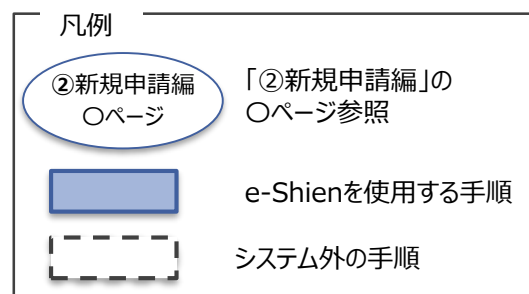 凡例
②新規申請編
〇ページ
「②新規申請編」の
〇ページ参照
e-Shienを使用する手順
システム外の手順